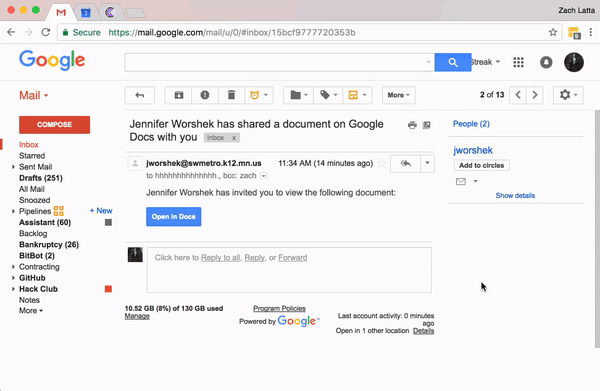 Zach Latta
Secure https://mail.google.com/mail/u/0/#inbox/15bcf9777720353b
Google
Streak
Mail
More
2 of 13
COMPOSE
Inbox
Starred
Sent Mail
Drafts (251)
All Mail
Snoozed
Pipelines + New
Assistant (60)
Backlog
Bankruptcy (26)
BitBot (2)
Contracting
GitHub
Hack Club
Notes
More
Jennifer Worshek has shared a document on Google
Docs with you Inbox x
jworshek@swmetro.k12.mn.us 11:34 AM (14 minutes ago)
to hhhhhhhhhhhhhh., bcc: zach
Jennifer Worshek has invited you to view the following document:
Open in Docs
Click here to Reply to all, Reply, or Forward
10.52 GB (8%) of 130 GB used
Manage
Program Policies
Powered by Google™
Last account activity: 0 minutes
ago
Open in 1 other location Details
People (2)
jworshek
Add to circles
Show details